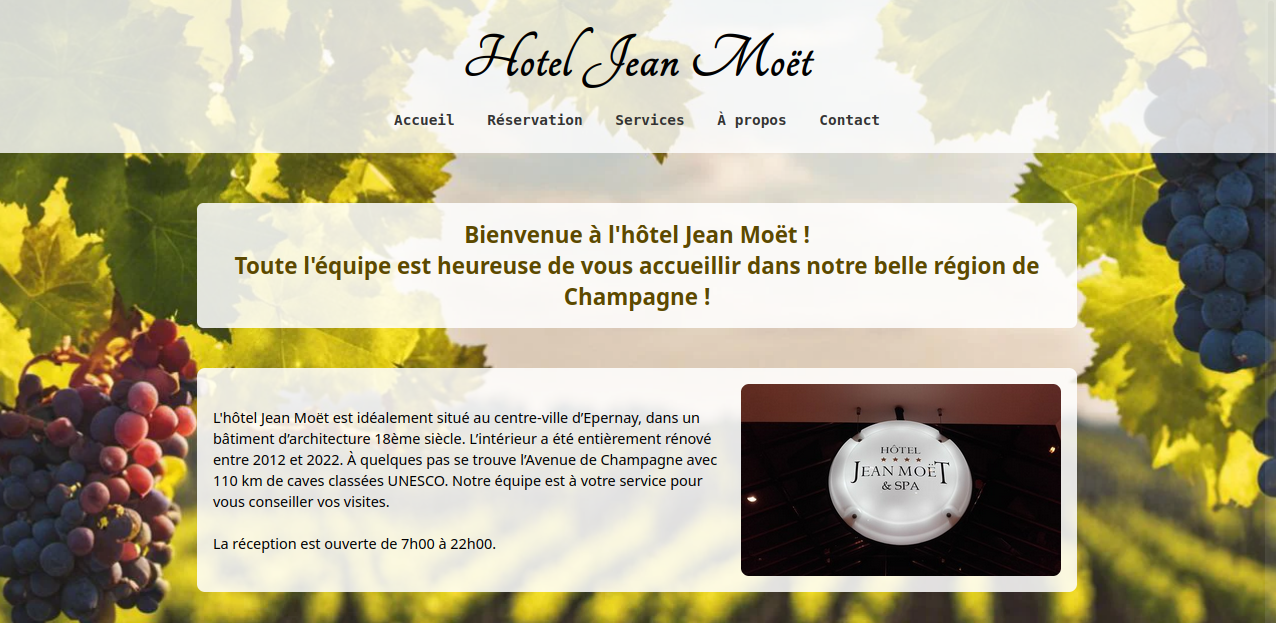 Hotel Jean Moët
Accueil Réservation Services À propos Contact
Bienvenue à l'hôtel Jean Moët !
Toute l'équipe est heureuse de vous accueillir dans notre belle région de
Champagne !
L'hôtel Jean Moët est idéalement situé au centre-ville d’Epernay, dans un
bâtiment d’architecture 18ème siècle. L’intérieur a été entièrement rénové
entre 2012 et 2022. À quelques pas se trouve l’Avenue de Champagne avec
110 km de caves classées UNESCO. Notre équipe est à votre service pour
vous conseiller vos visites.
La réception est ouverte de 7h00 à 22h00.
HÔTEL
JEAN MOËT
& SPA